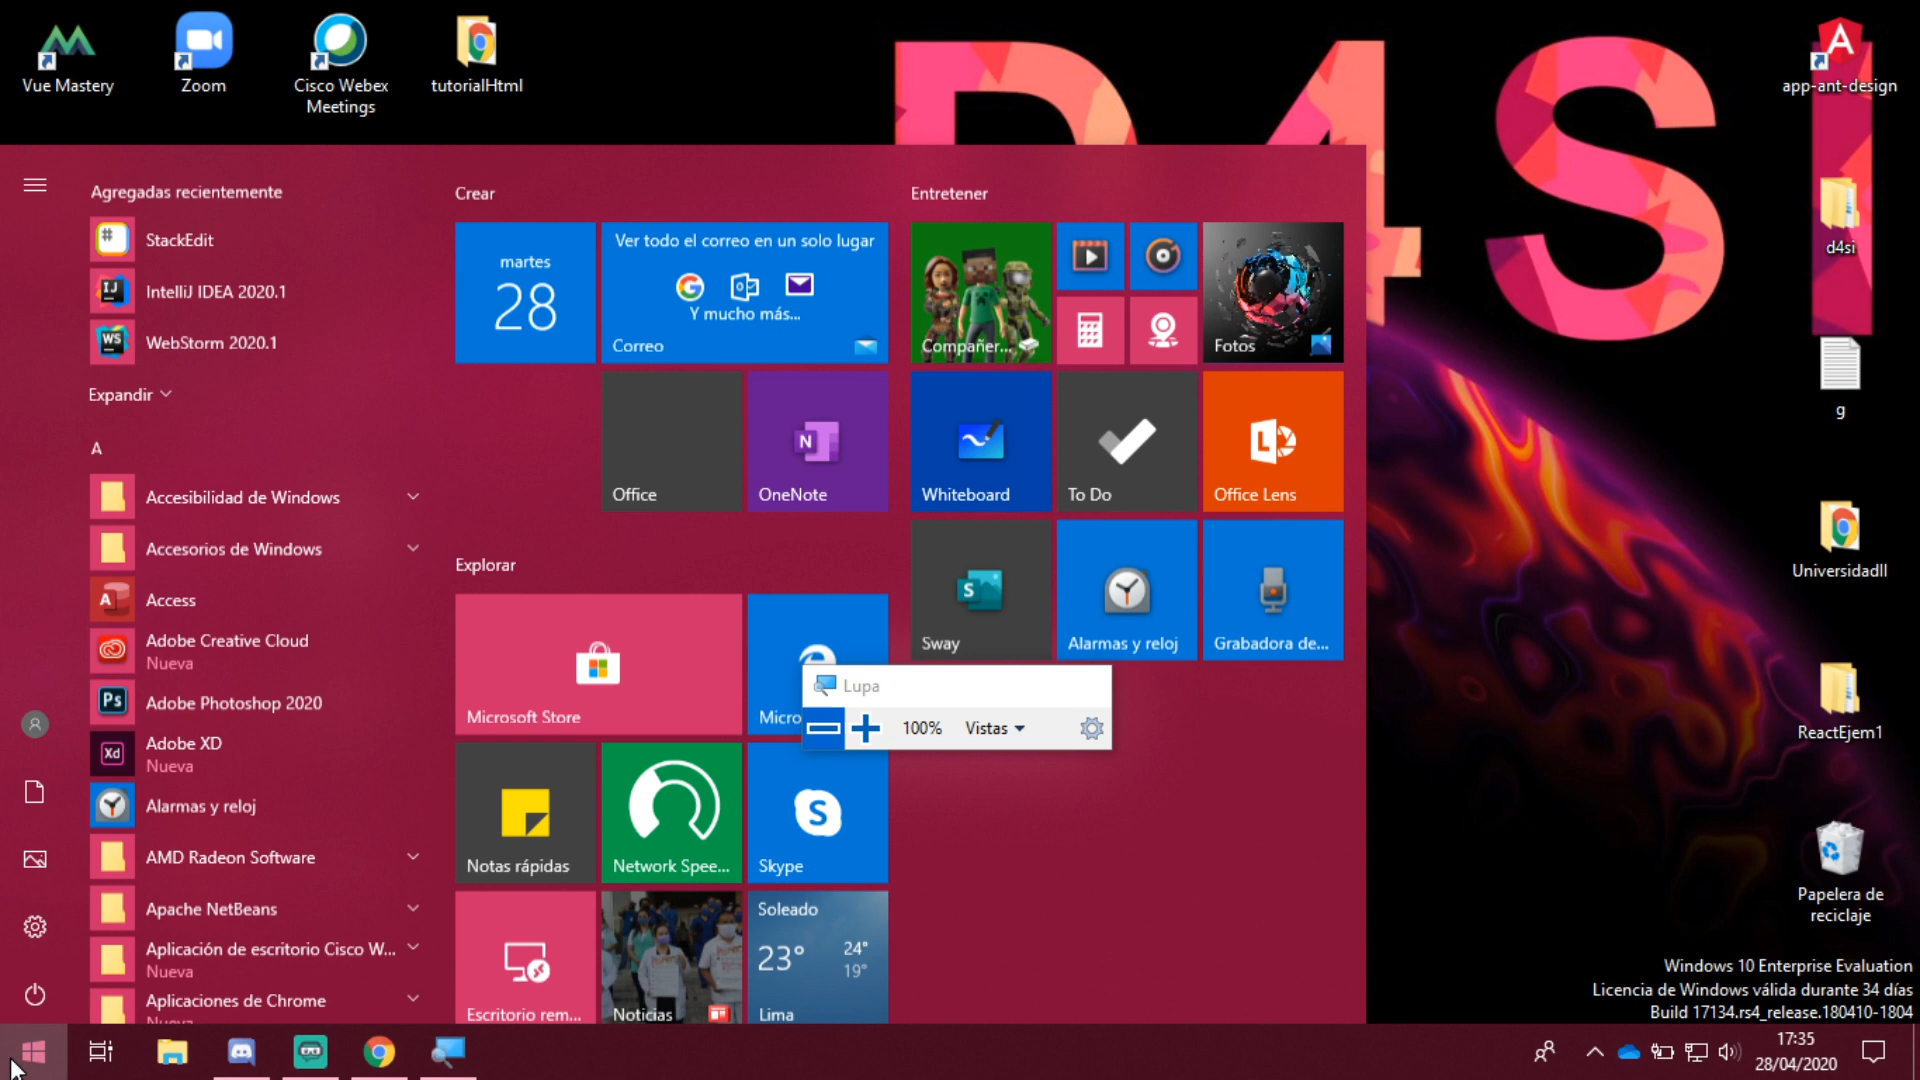 Vue Mastery
Zoom
Cisco Webex
Meetings
tutorialHtml
D4SI
app-ant-design
d4si
g
Universidadll
ReactEjem1
Papelera de
reciclaje
Agregadas recientemente
StackEdit
IntelliJ IDEA 2020.1
WebStorm 2020.1
Expandir
A
Accesibilidad de Windows
Accesorios de Windows
Access
Adobe Creative Cloud
Nueva
Adobe Photoshop 2020
Adobe XD
Nueva
Alarmas y reloj
AMD Radeon Software
Apache NetBeans
Aplicación de escritorio Cisco W...
Nueva
Aplicaciones de Chrome
Nueva
Crear
martes
28
Ver todo el correo en un solo lugar
Y mucho más...
Correo
Office
OneNote
Explorar
Microsoft Store
Micro
Notas rápidas
Network Spee...
Skype
Escritorio rem...
Noticias
Soleado
23°
24°
19°
Lima
Entretener
Compañer...
Fotos
Whiteboard
To Do
Office Lens
Sway
Alarmas y reloj
Grabadora de...
Lupa
100%
Vistas
Windows 10 Enterprise Evaluation
Licencia de Windows válida durante 34 días
Build 17134.rs4_release.180410-1804
17:35
28/04/2020